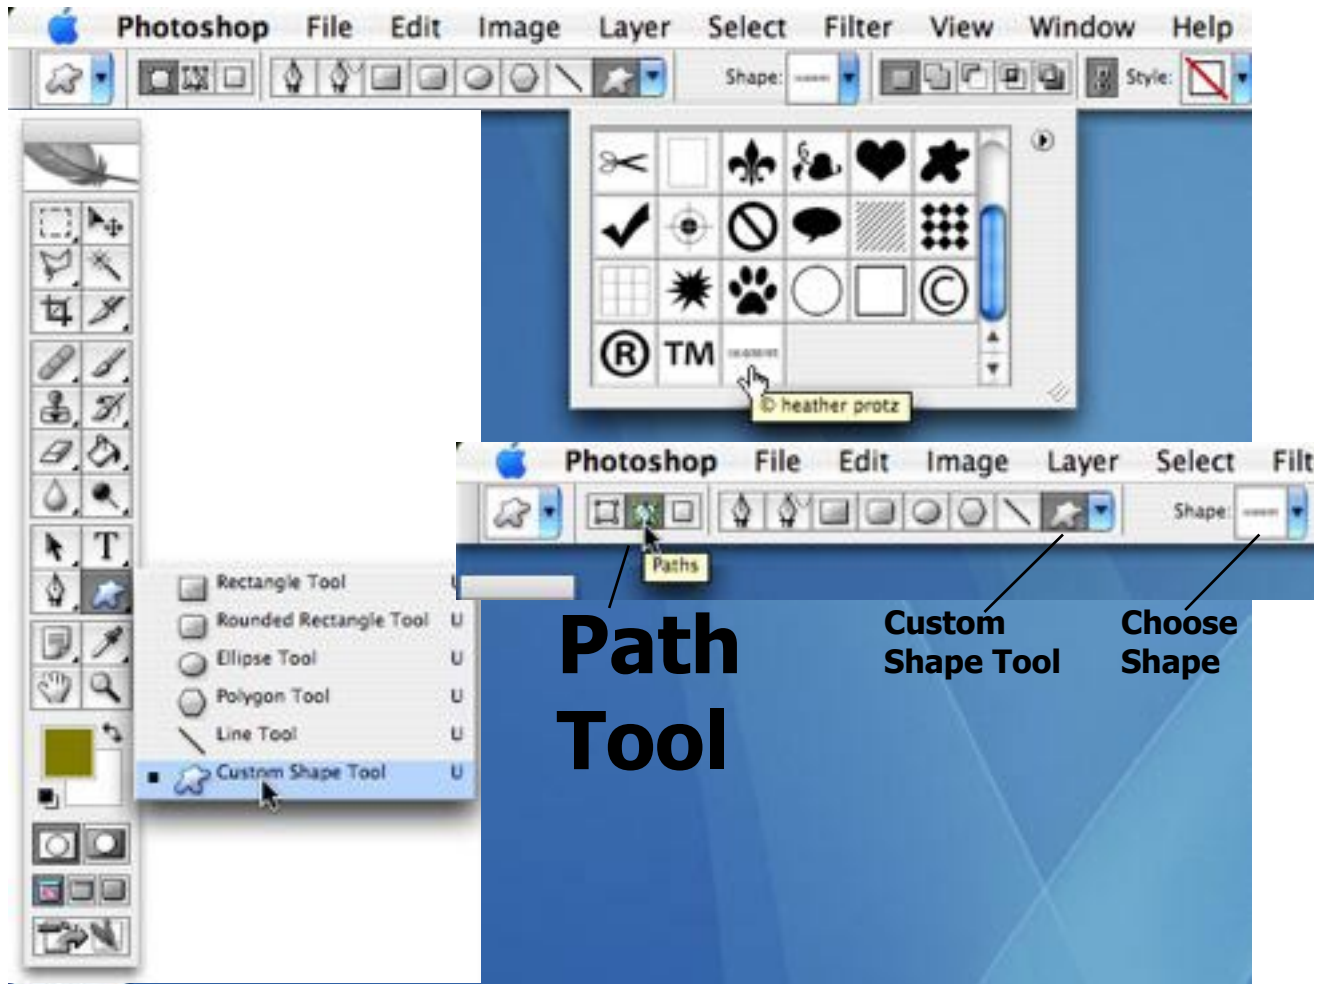 Photoshop File Edit Image Layer Select Filter View Window Help
Shape: Style:
©
® TM
© heather protz
Photoshop File Edit Image Layer Select Filt
Shape:
Paths
T
Rectangle Tool U
Rounded Rectangle Tool U
Ellipse Tool U
Polygon Tool U
Line Tool U
Custom Shape Tool U
Path
Tool
Custom
Shape Tool
Choose
Shape